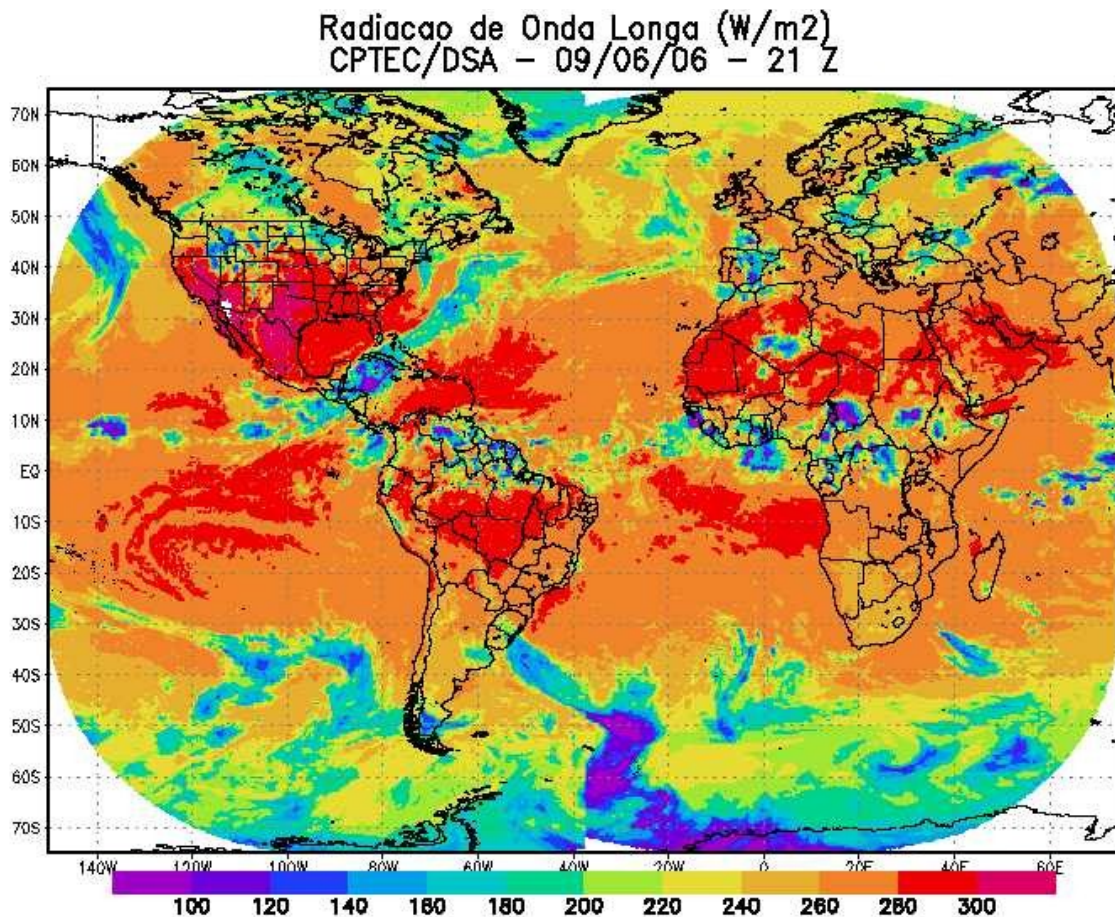 Radiacao de Onda Longa (W/m2)
CPTEC/DSA - 09/06/06 - 21 Z
70N
60N
50N
40N
30N
20N
10N
EQ
10S
20S
30S
40S
50S
60S
70S
140W 120W 100W 80W 60W 40W 20W 0 20E 40E 60E
100 120 140 160 180 200 220 240 260 280 300